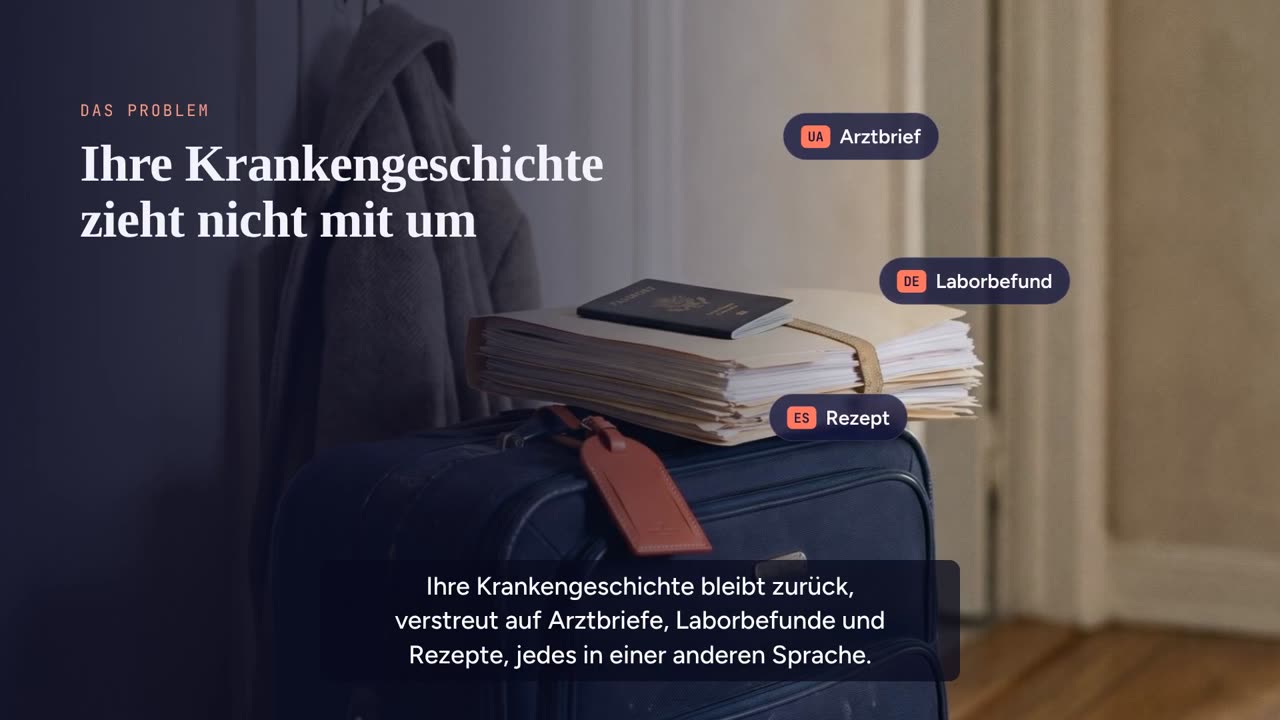 DAS PROBLEM
Ihre Krankengeschichte
zieht nicht mit um
UA Arztbrief
DE Laborbefund
PASSPORT
ES Rezept
Ihre Krankengeschichte bleibt zurück,
verstreut auf Arztbriefe, Laborbefunde und
Rezepte, jedes in einer anderen Sprache.